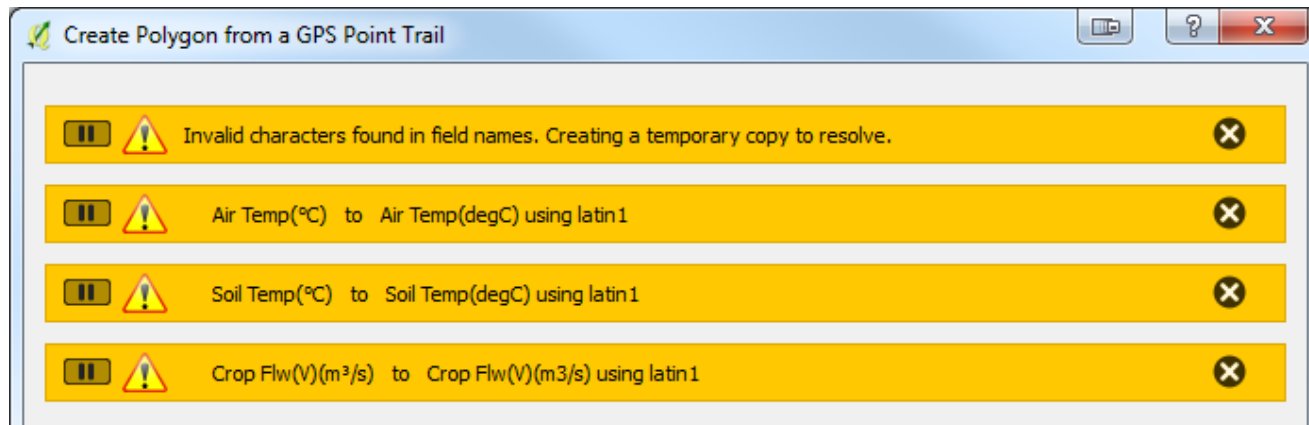 Create Polygon from a GPS Point Trail
Invalid characters found in field names. Creating a temporary copy to resolve.
Air Temp(°C) to Air Temp(degC) using latin1
Soil Temp(°C) to Soil Temp(degC) using latin1
Crop Flw(V)(m³/s) to Crop Flw(V)(m3/s) using latin1